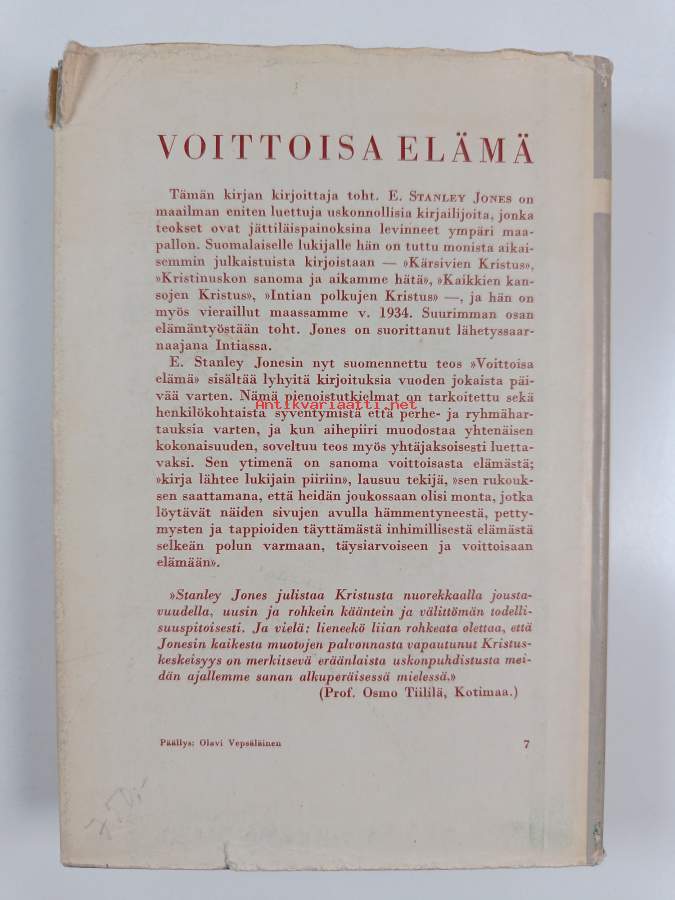 VOITTOISA ELÄMÄ
Tämän kirjan kirjoittaja toht. E. STANLEY JONES on
maailman eniten luettuja uskonnollisia kirjailijoita, jonka
teokset ovat jättiläispainoksina levinneet ympäri maa-
pallon. Suomalaiselle lukijalle hän on tuttu monista aikai-
semmin julkaistuista kirjoistaan — »Kärsivien Kristus»,
»Kristinuskon sanoma ja aikamme hätä», »Kaikkien kan-
sojen Kristus», »Intian polkujen Kristus» —, ja hän on
myös vieraillut maassamme v. 1934. Suurimman osan
elämäntyöstään toht. Jones on suorittanut lähetyssaar-
naajana Intiassa.
E. Stanley Jonesin nyt suomennettu teos »Voittoisa
elämä» sisältää lyhyitä kirjoituksia vuoden jokaista päi-
vää varten. Nämä pienoistutkielmat on tarkoitettu sekä
Antikvariaatti.net
henkilökohtaista syventymistä että perhe- ja ryhmähar-
tauksia varten, ja kun aihepiiri muodostaa yhtenäisen
kokonaisuuden, soveltuu teos myös yhtäjaksoisesti luetta-
vaksi. Sen ytimenä on sanoma voittoisasta elämästä;
»kirja lähtee lukijain piiriin», lausuu tekijä, »sen rukouk-
sen saattamana, että heidän joukossaan olisi monta, jotka
löytävät näiden sivujen avulla hämmentyneestä, petty-
mysten ja tappioiden täyttämästä inhimillisestä elämästä
selkeän polun varmaan, täysiarvoiseen ja voittoisaan
elämään».
»Stanley Jones julistaa Kristusta nuorekkaalla jousta-
vuudella, uusin ja rohkein kääntein ja välittömän todelli-
suuspitoisesti. Ja vielä: lieneekö liian rohkeata olettaa, että
Jonesin kaikesta muotojen palvonnasta vapautunut Kristus-
keskeisyys on merkitsevä eräänlaista uskonpuhdistusta mei-
dän ajallemme sanan alkuperäisessä mielessä.»
(Prof. Osmo Tiililä, Kotimaa.)
Päällys: Olavi Vepsäläinen
7